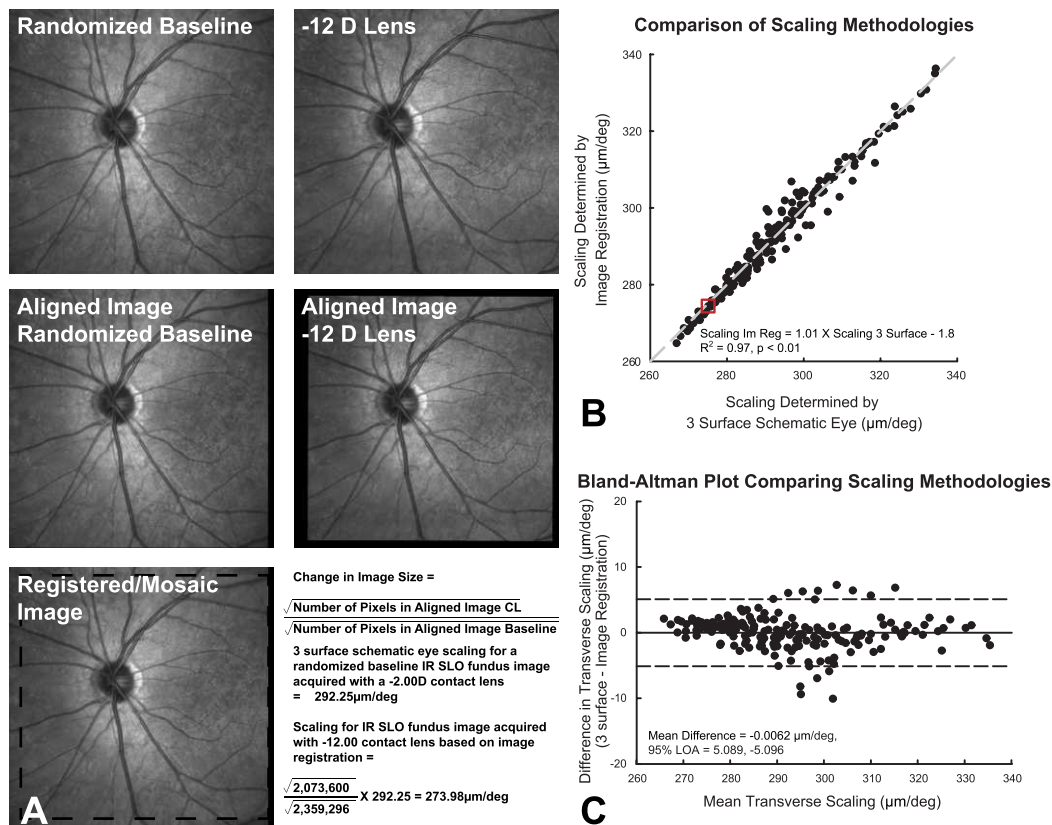 Randomized Baseline
-12 D Lens
Aligned Image
Randomized Baseline
Aligned Image
-12 D Lens
Registered/Mosaic
Image
A
Change in Image Size =
√Number of Pixels in Aligned Image CL
√Number of Pixels in Aligned Image Baseline
3 surface schematic eye scaling for a
randomized baseline IR SLO fundus image
acquired with a -2.00D contact lens
= 292.25µm/deg
Scaling for IR SLO fundus image acquired
with -12.00 contact lens based on image
registration =
√2,073,600
√2,359,296
X 292.25 = 273.98µm/deg
Comparison of Scaling Methodologies
Scaling Determined by
Image Registration (µm/deg)
340
320
300
280
260
Scaling Im Reg = 1.01 X Scaling 3 Surface - 1.8
R² = 0.97, p < 0.01
260
280
300
320
340
Scaling Determined by
3 Surface Schematic Eye (µm/deg)
B
Bland-Altman Plot Comparing Scaling Methodologies
Difference in Transverse Scaling (µm/deg)
(3 surface - Image Registration)
20
10
0
-10
-20
Mean Difference = -0.0062 µm/deg,
95% LOA = 5.089, -5.096
260
270
280
290
300
310
320
330
340
Mean Transverse Scaling (µm/deg)
C